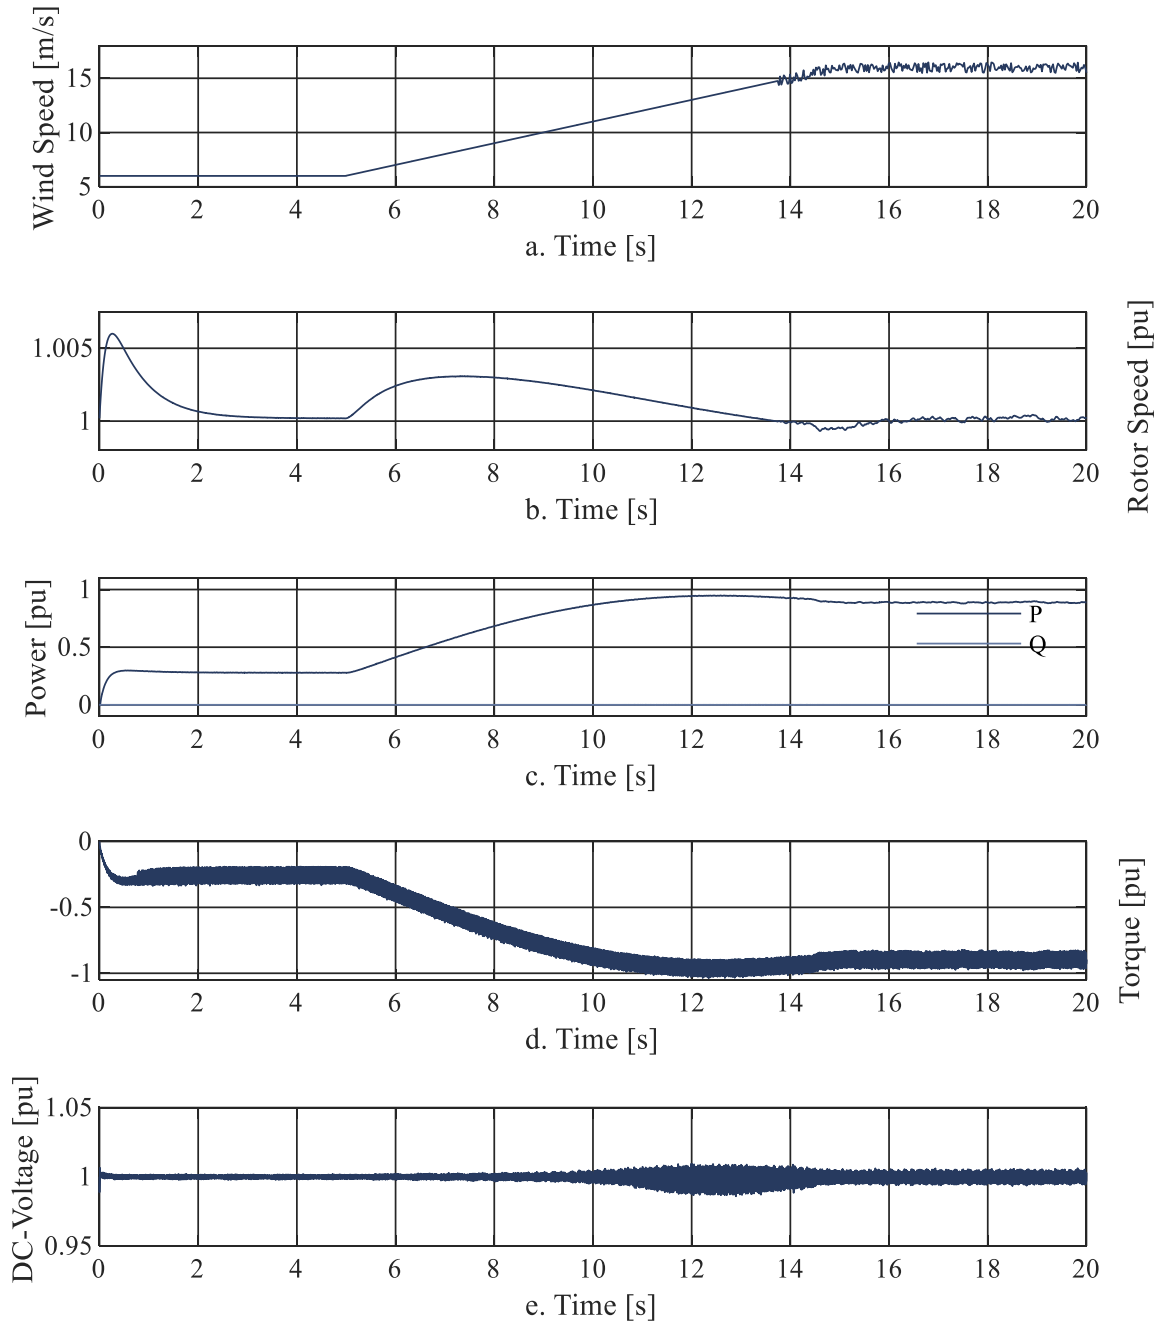 Wind Speed [m/s]
15
10
5
0 2 4 6 8 10 12 14 16 18 20
a. Time [s]
Rotor Speed [pu]
1.005
1
0 2 4 6 8 10 12 14 16 18 20
b. Time [s]
Power [pu]
1
0.5
0
P
Q
0 2 4 6 8 10 12 14 16 18 20
c. Time [s]
Torque [pu]
0
-0.5
-1
0 2 4 6 8 10 12 14 16 18 20
d. Time [s]
DC-Voltage [pu]
1.05
1
0.95
0 2 4 6 8 10 12 14 16 18 20
e. Time [s]